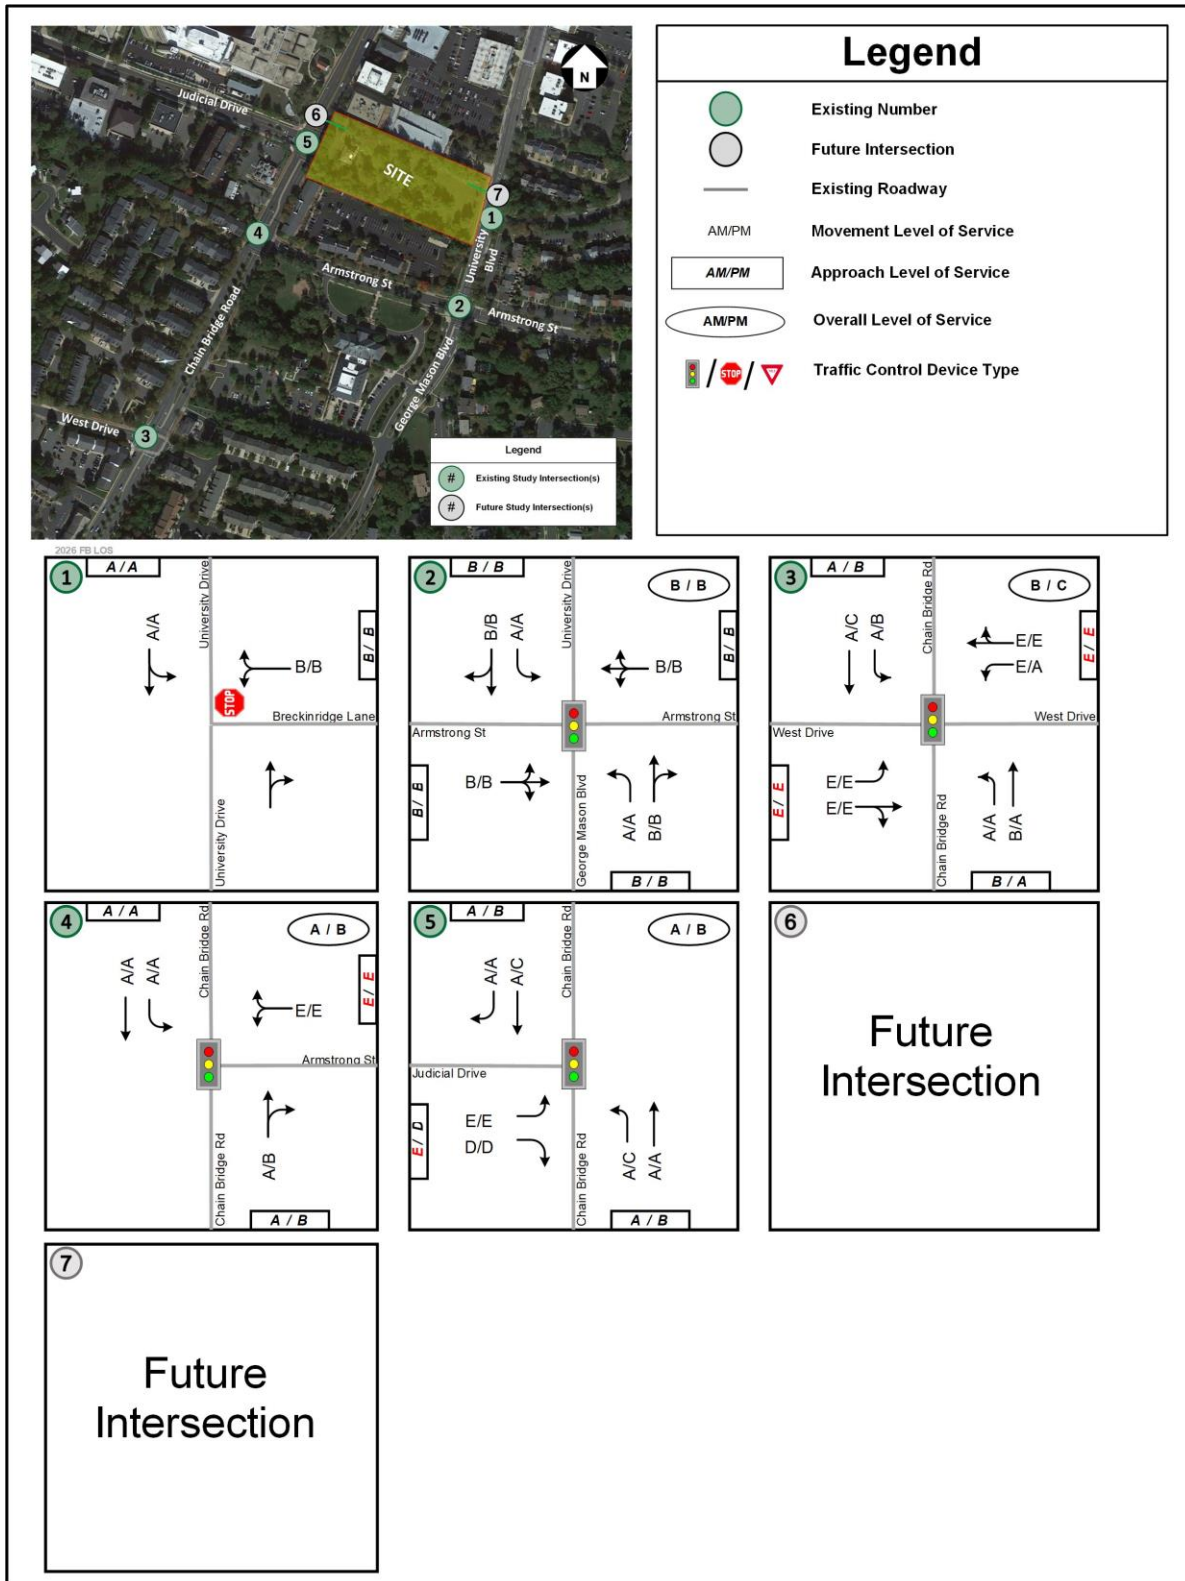 Legend
Existing Number
Future Intersection
Existing Roadway
AM/PM Movement Level of Service
AM/PM Approach Level of Service
AM/PM Overall Level of Service
STOP Traffic Control Device Type
N
Judicial Drive
6
5
SITE
7
1
University Blvd
4
Armstrong St
2
Armstrong St
Chain Bridge Road
George Mason Blvd
West Drive
3
Legend
# Existing Study Intersection(s)
# Future Study Intersection(s)
2026 FB LOS
1
A / A
University Drive
A/A
B / B
B/B
STOP
Breckinridge Lane
University Drive
2
B / B
University Drive
B / B
B/B
A/A
B / B
B/B
Armstrong St
Armstrong St
B / B
B/B
George Mason Blvd
A/A
B/B
B / B
3
A / B
Chain Bridge Rd
B / C
A/C
A/B
E/E
E/A
E / E
West Drive
West Drive
E / E
E/E
E/E
Chain Bridge Rd
A/A
B/A
B / A
4
A / A
Chain Bridge Rd
A / B
A/A
A/A
E/E
E / E
Armstrong St
Chain Bridge Rd
A/B
A / B
5
A / B
Chain Bridge Rd
A / B
A/A
A/C
Judicial Drive
E / D
E/E
D/D
Chain Bridge Rd
A/C
A/A
A / B
6
Future
Intersection
7
Future
Intersection